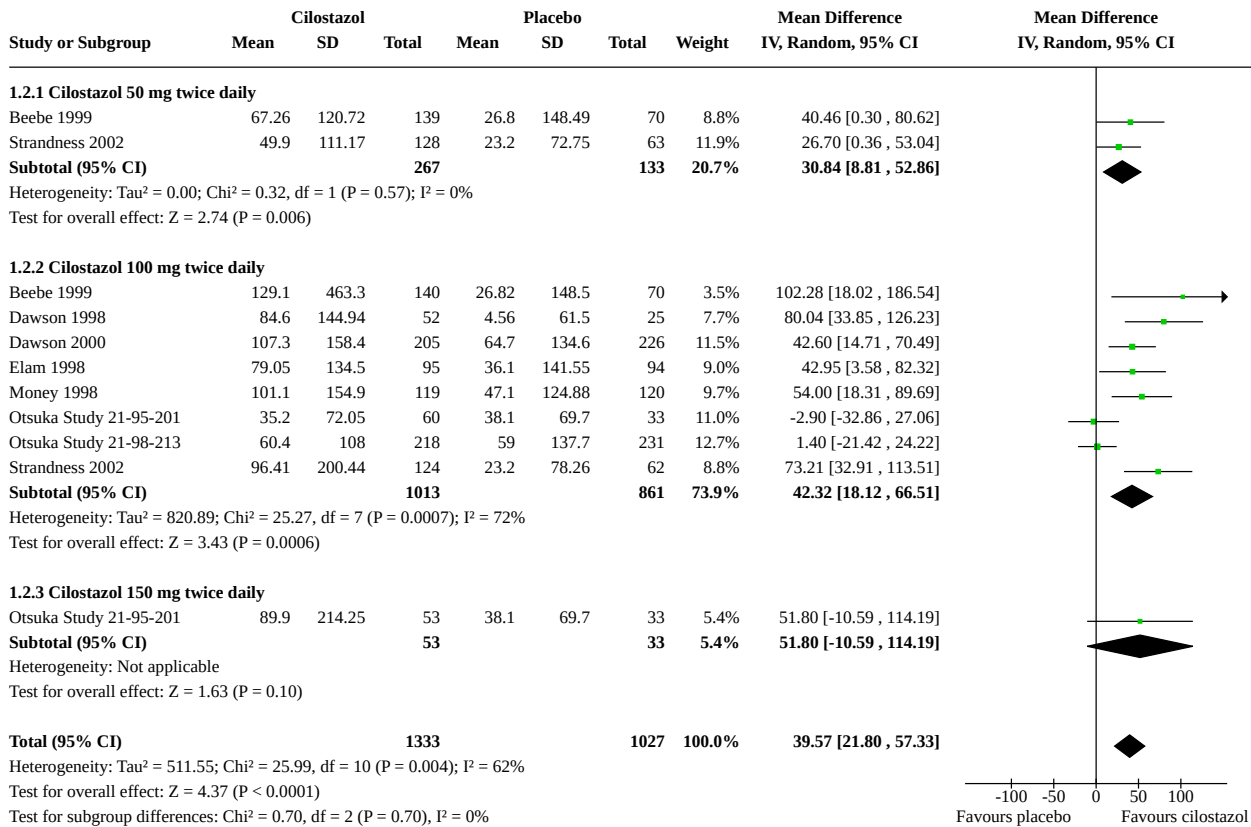 Cilostazol Placebo Mean Difference Mean Difference
Study or Subgroup Mean SD Total Mean SD Total Weight IV, Random, 95% CI IV, Random, 95% CI
1.2.1 Cilostazol 50 mg twice daily
Beebe 1999 67.26 120.72 139 26.8 148.49 70 8.8% 40.46 [0.30 , 80.62]
Strandness 2002 49.9 111.17 128 23.2 72.75 63 11.9% 26.70 [0.36 , 53.04]
Subtotal (95% CI) 267 133 20.7% 30.84 [8.81 , 52.86]
Heterogeneity: Tau² = 0.00; Chi² = 0.32, df = 1 (P = 0.57); I² = 0%
Test for overall effect: Z = 2.74 (P = 0.006)
1.2.2 Cilostazol 100 mg twice daily
Beebe 1999 129.1 463.3 140 26.82 148.5 70 3.5% 102.28 [18.02 , 186.54]
Dawson 1998 84.6 144.94 52 4.56 61.5 25 7.7% 80.04 [33.85 , 126.23]
Dawson 2000 107.3 158.4 205 64.7 134.6 226 11.5% 42.60 [14.71 , 70.49]
Elam 1998 79.05 134.5 95 36.1 141.55 94 9.0% 42.95 [3.58 , 82.32]
Money 1998 101.1 154.9 119 47.1 124.88 120 9.7% 54.00 [18.31 , 89.69]
Otsuka Study 21-95-201 35.2 72.05 60 38.1 69.7 33 11.0% -2.90 [-32.86 , 27.06]
Otsuka Study 21-98-213 60.4 108 218 59 137.7 231 12.7% 1.40 [-21.42 , 24.22]
Strandness 2002 96.41 200.44 124 23.2 78.26 62 8.8% 73.21 [32.91 , 113.51]
Subtotal (95% CI) 1013 861 73.9% 42.32 [18.12 , 66.51]
Heterogeneity: Tau² = 820.89; Chi² = 25.27, df = 7 (P = 0.0007); I² = 72%
Test for overall effect: Z = 3.43 (P = 0.0006)
1.2.3 Cilostazol 150 mg twice daily
Otsuka Study 21-95-201 89.9 214.25 53 38.1 69.7 33 5.4% 51.80 [-10.59 , 114.19]
Subtotal (95% CI) 53 33 5.4% 51.80 [-10.59 , 114.19]
Heterogeneity: Not applicable
Test for overall effect: Z = 1.63 (P = 0.10)
Total (95% CI) 1333 1027 100.0% 39.57 [21.80 , 57.33]
Heterogeneity: Tau² = 511.55; Chi² = 25.99, df = 10 (P = 0.004); I² = 62%
Test for overall effect: Z = 4.37 (P < 0.0001)
-100 -50 0 50 100
Test for subgroup differences: Chi² = 0.70, df = 2 (P = 0.70), I² = 0% Favours placebo Favours cilostazol